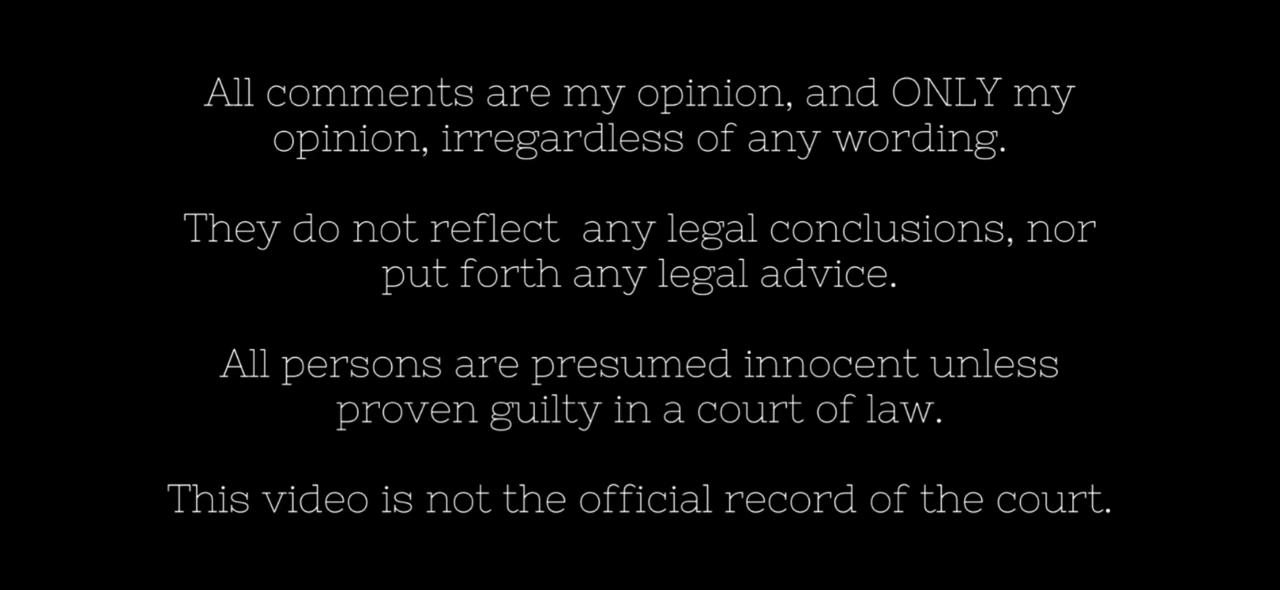 All comments are my opinion, and ONLY my
opinion, irregardless of any wording.
They do not reflect  any legal conclusions, nor
put forth any legal advice.
All persons are presumed innocent unless
proven guilty in a court of law.
This video is not the official record of the court.